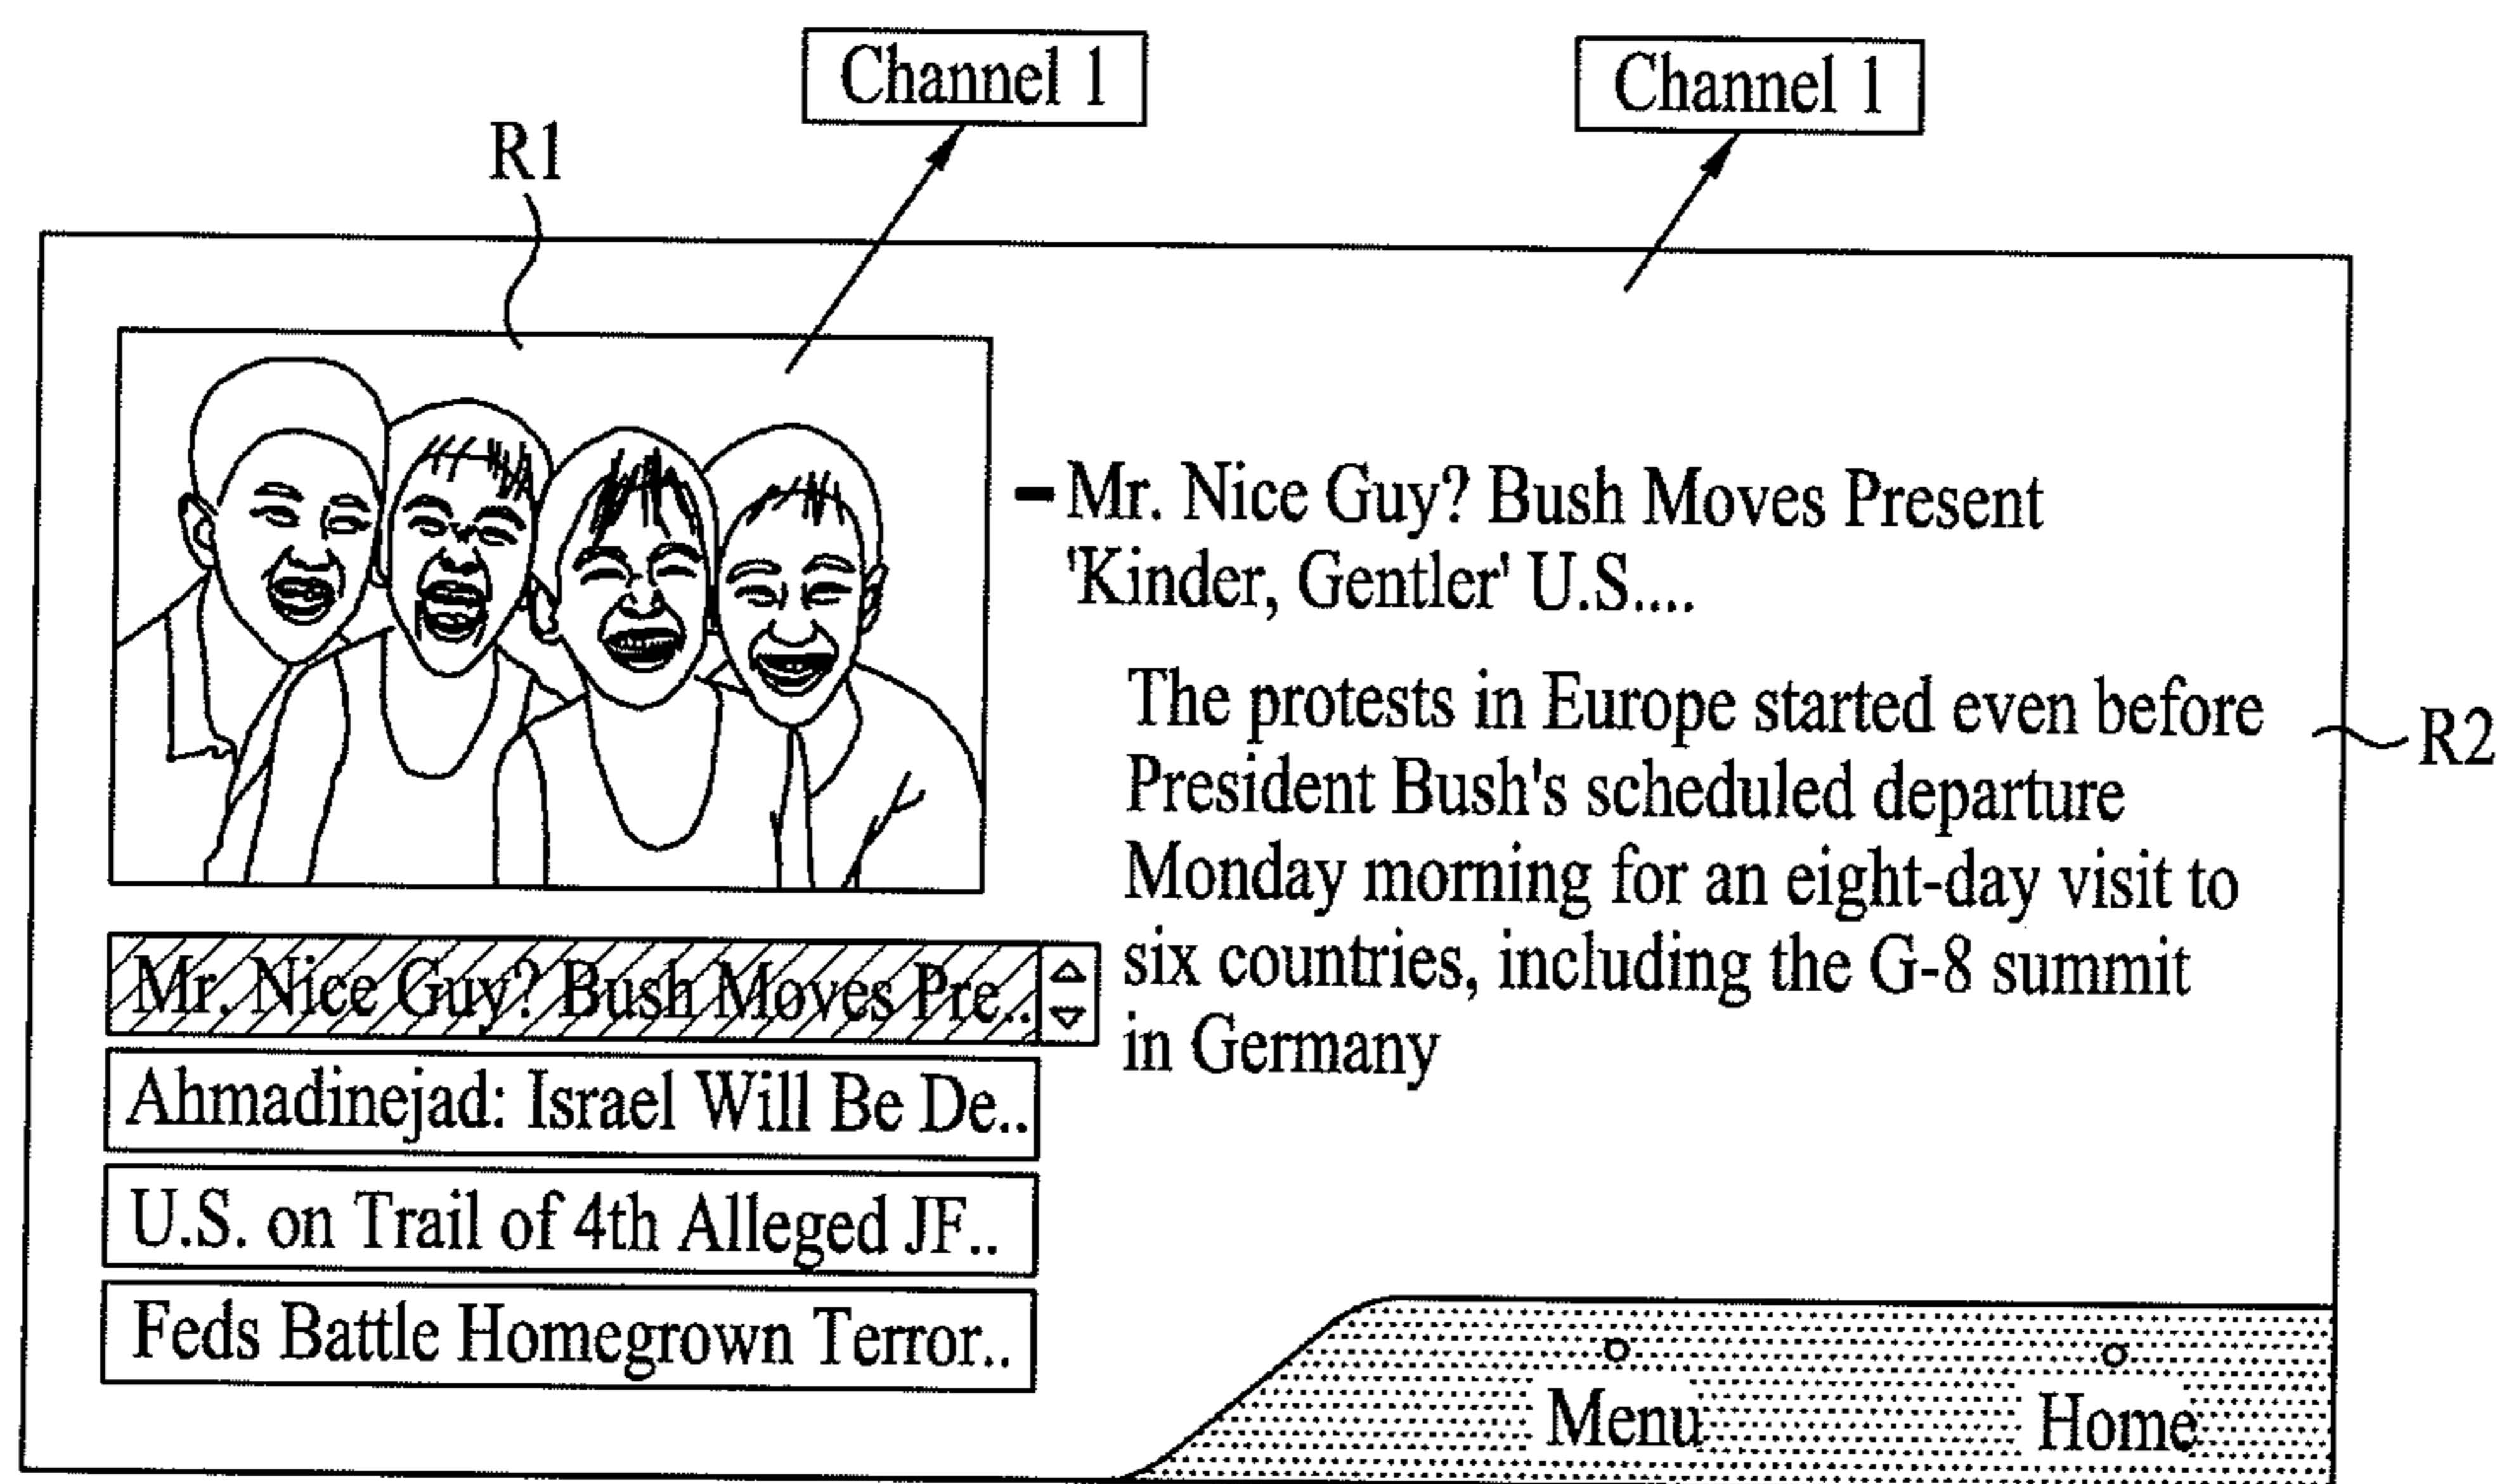 Channel 1
Channel 1
R1
Mr. Nice Guy? Bush Moves Present
'Kinder, Gentler' U.S....
The protests in Europe started even before
President Bush's scheduled departure
Monday morning for an eight-day visit to
six countries, including the G-8 summit
in Germany
R2
Mr. Nice Guy? Bush Moves Pre..
Ahmadinejad: Israel Will Be De..
U.S. on Trail of 4th Alleged JF..
Feds Battle Homegrown Terror..
Menu
Home